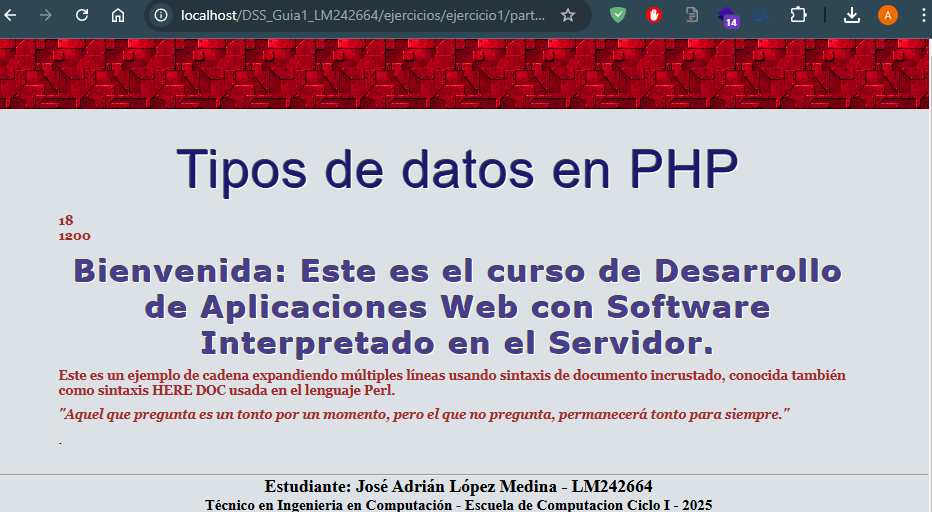 localhost/DSS_Guia1_LM242664/ejercicios/ejercicio1/part...
14
A
Tipos de datos en PHP
18
1200
Bienvenida: Este es el curso de Desarrollo
de Aplicaciones Web con Software
Interpretado en el Servidor.
Este es un ejemplo de cadena expandiendo múltiples líneas usando sintaxis de documento incrustado, conocida también
como sintaxis HERE DOC usada en el lenguaje Perl.
"Aquel que pregunta es un tonto por un momento, pero el que no pregunta, permanecerá tonto para siempre."
.
Estudiante: José Adrián López Medina - LM242664
Técnico en Ingenieria en Computación - Escuela de Computacion Ciclo I - 2025